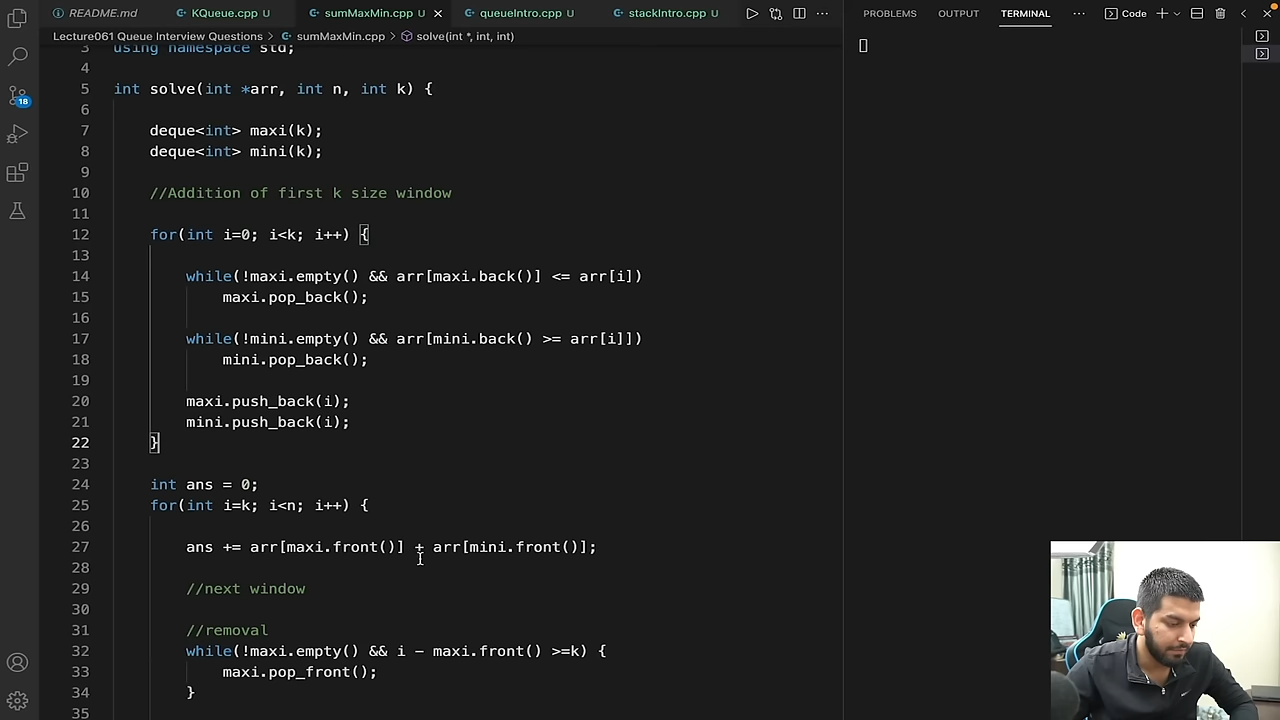 README.md
KQueue.cpp U
sumMaxMin.cpp U
queueIntro.cpp U
stackIntro.cpp U
PROBLEMS
OUTPUT
TERMINAL
Code
Lecture061 Queue Interview Questions > sumMaxMin.cpp > solve(int *, int, int)
3 using namespace std;
4
5 int solve(int *arr, int n, int k) {
6
7 deque<int> maxi(k);
8 deque<int> mini(k);
9
10 //Addition of first k size window
11
12 for(int i=0; i<k; i++) {
13
14 while(!maxi.empty() && arr[maxi.back()] <= arr[i])
15 maxi.pop_back();
16
17 while(!mini.empty() && arr[mini.back() >= arr[i]])
18 mini.pop_back();
19
20 maxi.push_back(i);
21 mini.push_back(i);
22 }
23
24 int ans = 0;
25 for(int i=k; i<n; i++) {
26
27 ans += arr[maxi.front()] + arr[mini.front()];
28
29 //next window
30
31 //removal
32 while(!maxi.empty() && i - maxi.front() >=k) {
33 maxi.pop_front();
34 }
35
18